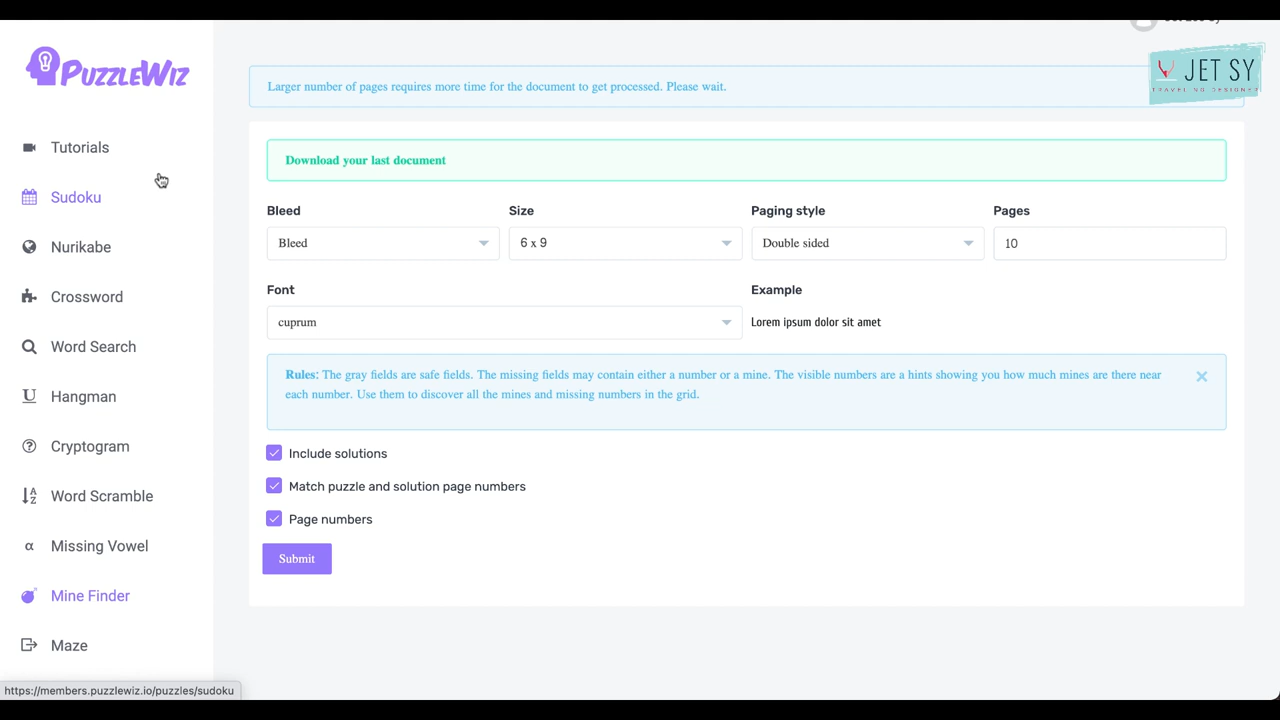 PUZZLEWIZ
JET SY
TRAVELING DESIGNER
Larger number of pages requires more time for the document to get processed. Please wait.
Tutorials
Sudoku
Nurikabe
Crossword
Word Search
Hangman
Cryptogram
Word Scramble
Missing Vowel
Mine Finder
Maze
Download your last document
Bleed Size Paging style Pages
Bleed 6 x 9 Double sided 10
Font Example
cuprum Lorem ipsum dolor sit amet
Rules: The gray fields are safe fields. The missing fields may contain either a number or a mine. The visible numbers are a hints showing you how much mines are there near
each number. Use them to discover all the mines and missing numbers in the grid.
Include solutions
Match puzzle and solution page numbers
Page numbers
Submit
https://members.puzzlewiz.io/puzzles/sudoku